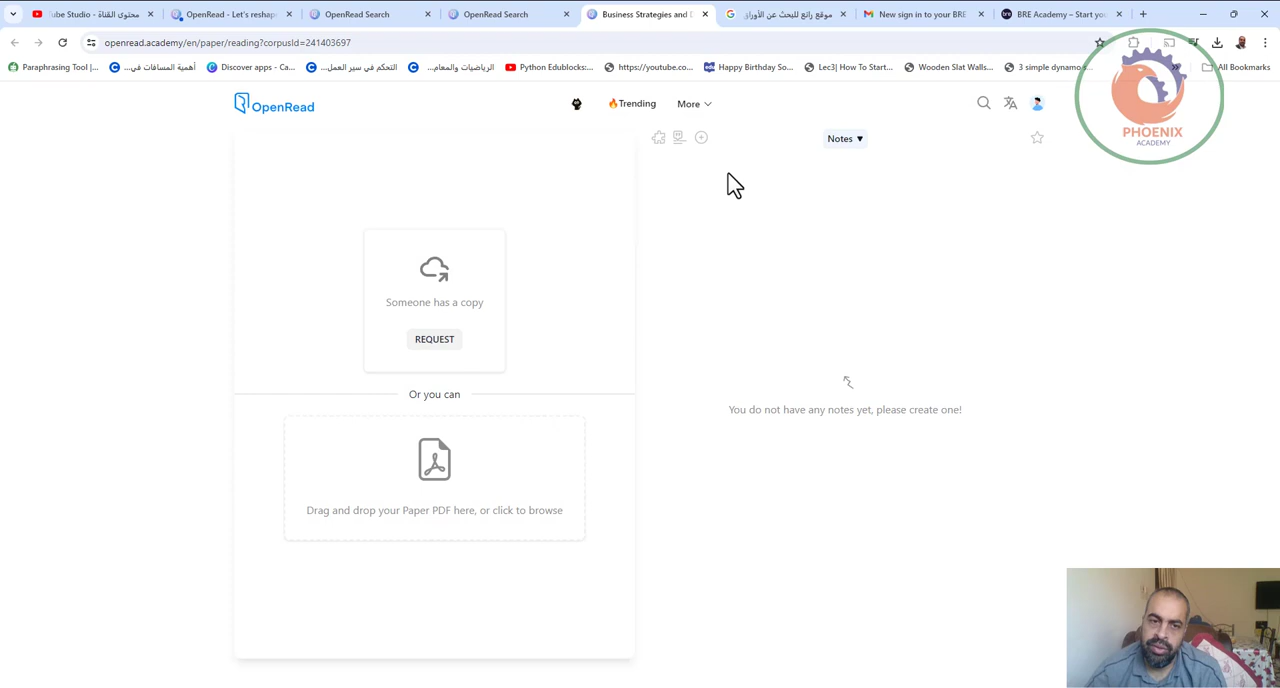 ube Studio - محتوى القناة
OpenRead - Let's reshap
OpenRead Search
OpenRead Search
Business Strategies and D
موقع رائع للبحث عن الأوراق
New sign in to your BRE
BRE Academy – Start you
openread.academy/en/paper/reading?corpusId=241403697
Paraphrasing Tool |...
أهمية المسافات في...
Discover apps - Ca...
التحكم في سير العمل...
الرياضيات
Python Edublocks:...
https://youtube.co...
Happy Birthday So...
Lec3| How To Start...
Wooden Slat Walls...
3 simple dynamo s...
All Bookmarks
OpenRead
Trending
More
PHOENIX
ACADEMY
Notes
Someone has a copy
REQUEST
Or you can
You do not have any notes yet, please create one!
Drag and drop your Paper PDF here, or click to browse